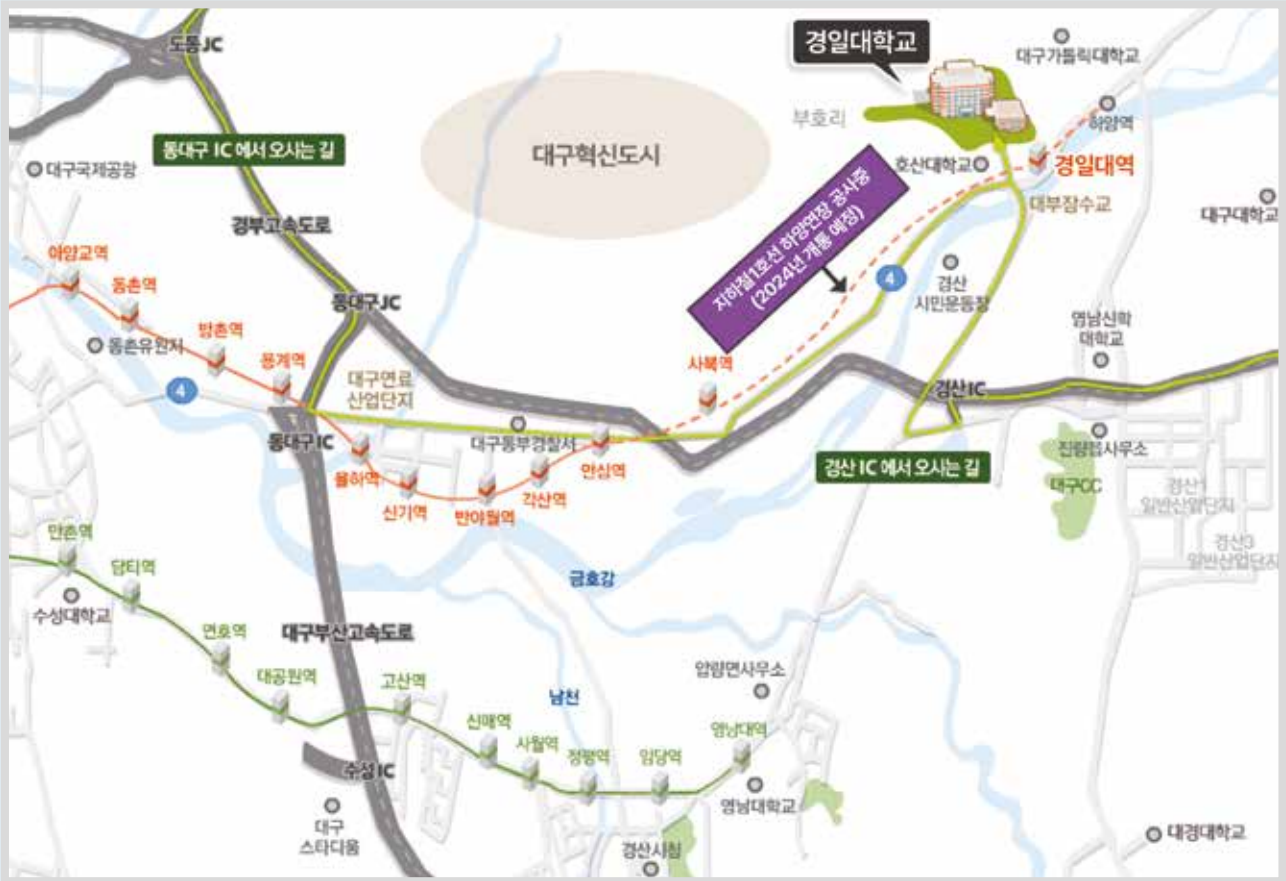 도동JC
경일대학교
대구가톨릭대학교
하양역
부호리
동대구 IC 에서 오시는 길
대구혁신도시
대구국제공항
호산대학교
경일대역
대부잠수교
대구대학교
경부고속도로
지하철1호선 하양연장 공사중
(2024년 개통 예정)
아양교역
동촌역
4
경산
시민운동장
동대구JC
방촌역
용계역
동촌유원지
영남신학
대학교
사복역
4
대구연료
산업단지
경산IC
동대구IC
대구동부경찰서
안심역
진량읍사무소
경산 IC 에서 오시는 길
율하역
신기역
반야월역
각산역
대구CC
경산1
일반산업단지
경산3
일반산업단지
만촌역
담티역
금호강
수성대학교
연호역
대구부산고속도로
대공원역
고산역
남천
압량면사무소
신매역
사월역
정평역
임당역
영남대역
수성IC
영남대학교
대구
스타디움
경산시청
대경대학교